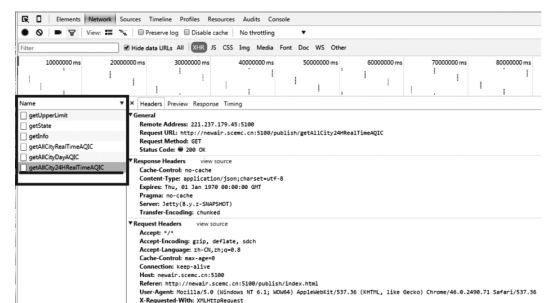 Elements Network Sources Timeline Profiles Resources Audits Console
View: Preserve log Disable cache No throttling
Filter Hide data URLs All XHR JS CSS Img Media Font Doc WS Other
10000000 ms 20000000 ms 30000000 ms 40000000 ms 50000000 ms 60000000 ms 70000000 ms 80000000 ms
Name
getUpperLimit
getState
getInfo
getAllCityRealTimeAQIC
getAllCityDayAQIC
getAllCity24HRealTimeAQIC
× Headers Preview Response Timing
General
Remote Address: 221.237.179.45:5100
Request URL: http://newair.scemc.cn:5100/publish/getAllCity24HRealTimeAQIC
Request Method: GET
Status Code: 200 OK
Response Headers view source
Cache-Control: no-cache
Content-Type: application/json;charset=utf-8
Expires: Thu, 01 Jan 1970 08:00:00 GMT
Pragma: no-cache
Server: Jetty(8.y.z-SNAPSHOT)
Transfer-Encoding: chunked
Request Headers view source
Accept: */*
Accept-Encoding: gzip, deflate, sdch
Accept-Language: zh-CN,zh;q=0.8
Cache-Control: max-age=0
Connection: keep-alive
Host: newair.scemc.cn:5100
Referer: http://newair.scemc.cn:5100/publish/index.html
User-Agent: Mozilla/5.0 (Windows NT 6.1; WOW64) AppleWebKit/537.36 (KHTML, like Gecko) Chrome/46.0.2490.71 Safari/537.36
X-Requested-With: XMLHttpRequest